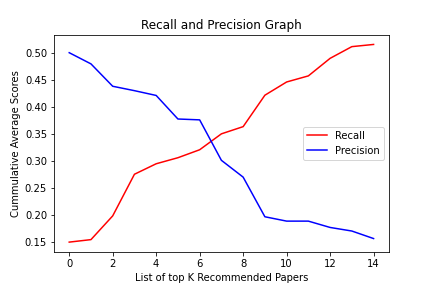 Recall and Precision Graph
Cummulative Average Scores
0.50
0.45
0.40
0.35
0.30
0.25
0.20
0.15
Recall
Precision
0 2 4 6 8 10 12 14
List of top K Recommended Papers